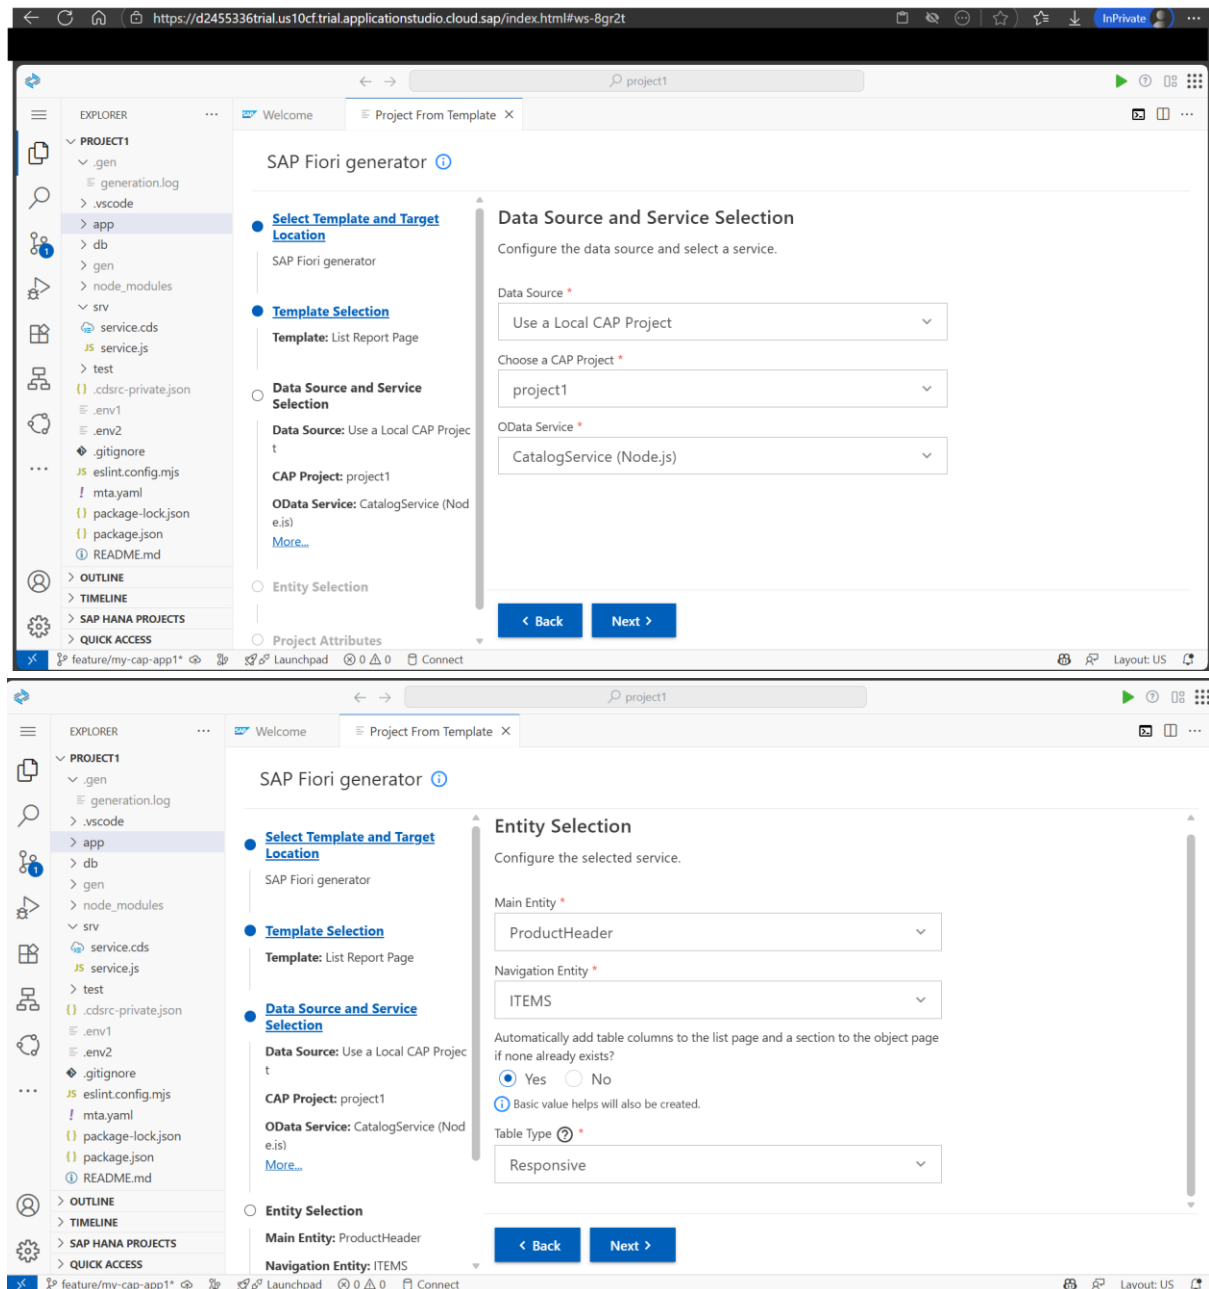 https://d2455336trial.us10cf.trial.applicationstudio.cloud.sap/index.html#ws-8gr2t
InPrivate
project1
EXPLORER
Welcome
Project From Template
PROJECT1
.gen
generation.log
.vscode
app
db
gen
node_modules
srv
service.cds
JS service.js
test
{} .cdsrc-private.json
.env1
.env2
.gitignore
JS eslint.config.mjs
! mta.yaml
{} package-lock.json
{} package.json
README.md
OUTLINE
TIMELINE
SAP HANA PROJECTS
QUICK ACCESS
1
SAP Fiori generator
Select Template and Target
Location
SAP Fiori generator
Template Selection
Template: List Report Page
Data Source and Service
Selection
Data Source: Use a Local CAP Projec
t
CAP Project: project1
OData Service: CatalogService (Nod
e.js)
More...
Entity Selection
Project Attributes
Data Source and Service Selection
Configure the data source and select a service.
Data Source *
Use a Local CAP Project
Choose a CAP Project *
project1
OData Service *
CatalogService (Node.js)
< Back
Next >
feature/my-cap-app1*
Launchpad
0
0
Connect
Layout: US
project1
EXPLORER
Welcome
Project From Template
PROJECT1
.gen
generation.log
.vscode
app
db
gen
node_modules
srv
service.cds
JS service.js
test
{} .cdsrc-private.json
.env1
.env2
.gitignore
JS eslint.config.mjs
! mta.yaml
{} package-lock.json
{} package.json
README.md
OUTLINE
TIMELINE
SAP HANA PROJECTS
QUICK ACCESS
1
SAP Fiori generator
Select Template and Target
Location
SAP Fiori generator
Template Selection
Template: List Report Page
Data Source and Service
Selection
Data Source: Use a Local CAP Projec
t
CAP Project: project1
OData Service: CatalogService (Nod
e.js)
More...
Entity Selection
Main Entity: ProductHeader
Navigation Entity: ITEMS
Entity Selection
Configure the selected service.
Main Entity *
ProductHeader
Navigation Entity *
ITEMS
Automatically add table columns to the list page and a section to the object page
if none already exists?
Yes
No
Basic value helps will also be created.
Table Type *
Responsive
< Back
Next >
feature/my-cap-app1*
Launchpad
0
0
Connect
Layout: US